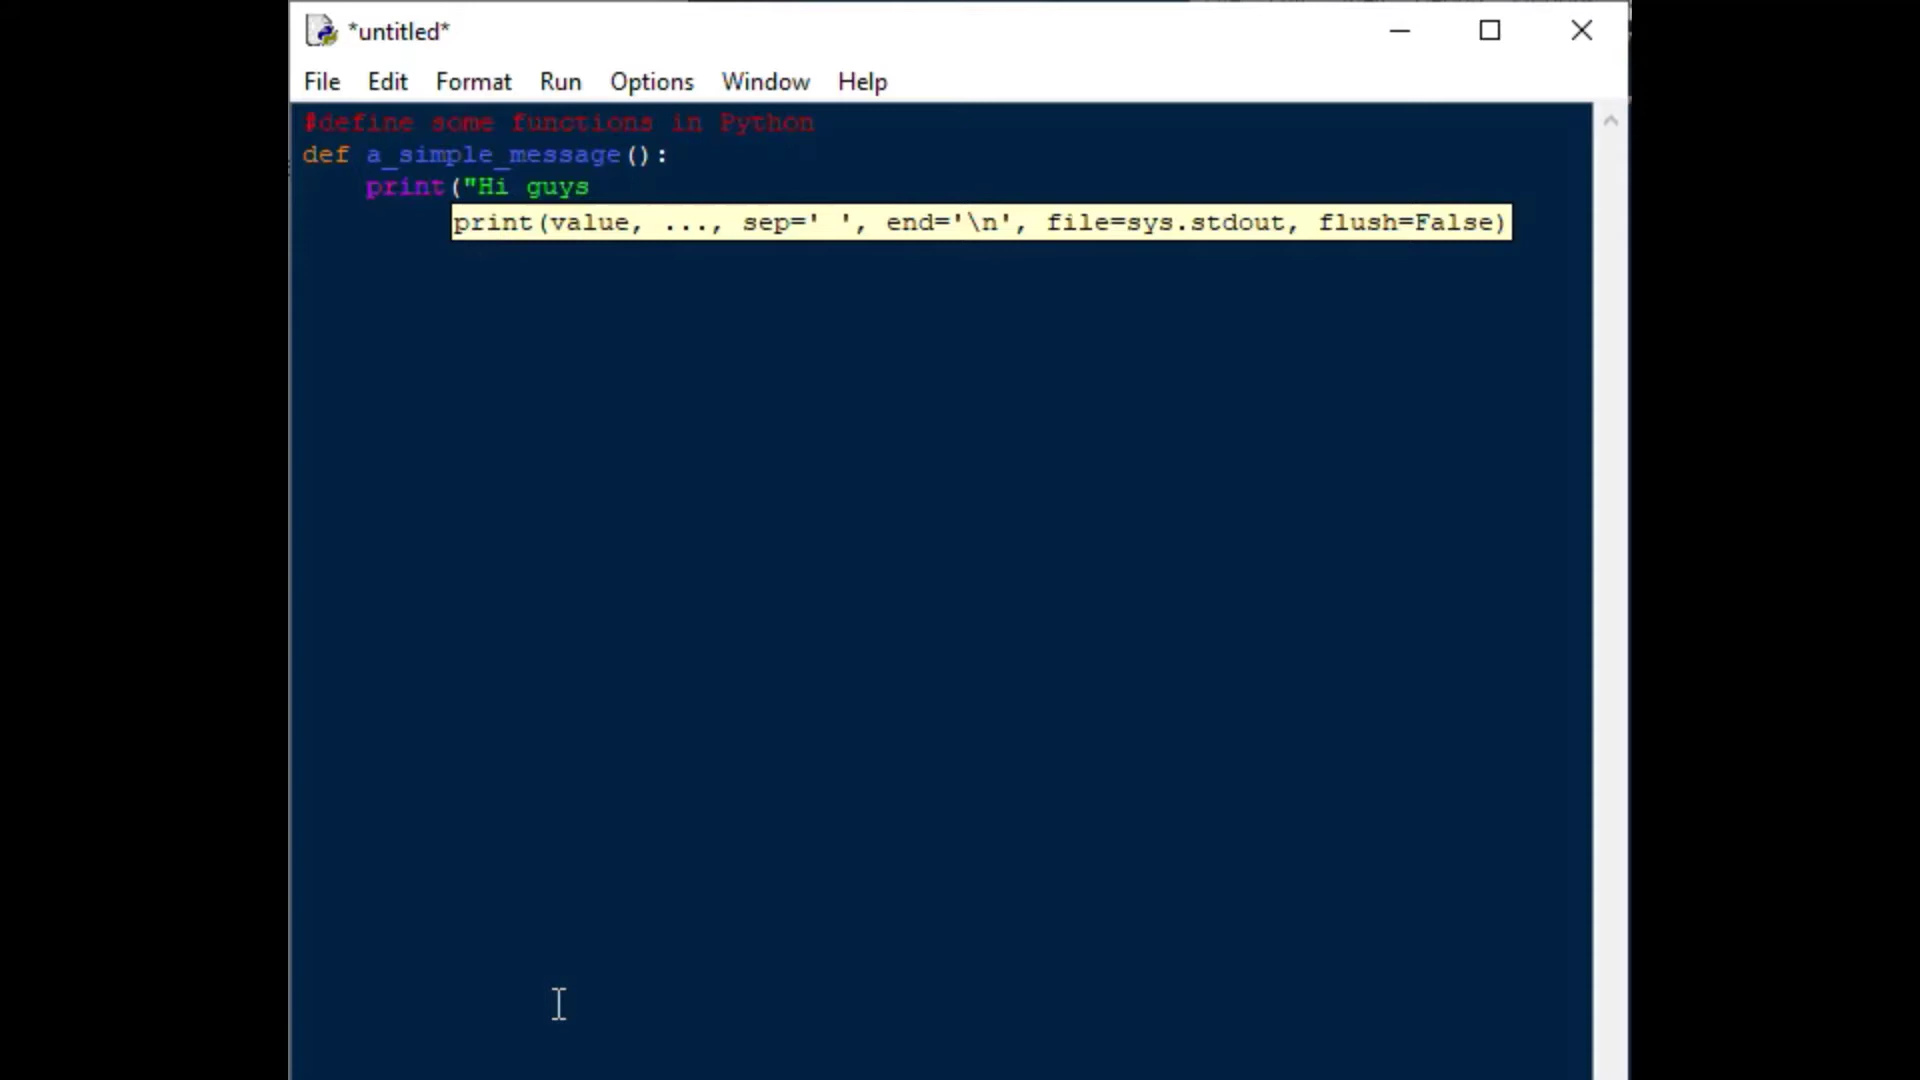 *untitled*
File Edit Format Run Options Window Help
#define some functions in Python
def a_simple_message():
    print("Hi guys
print(value, ..., sep=' ', end='\n', file=sys.stdout, flush=False)